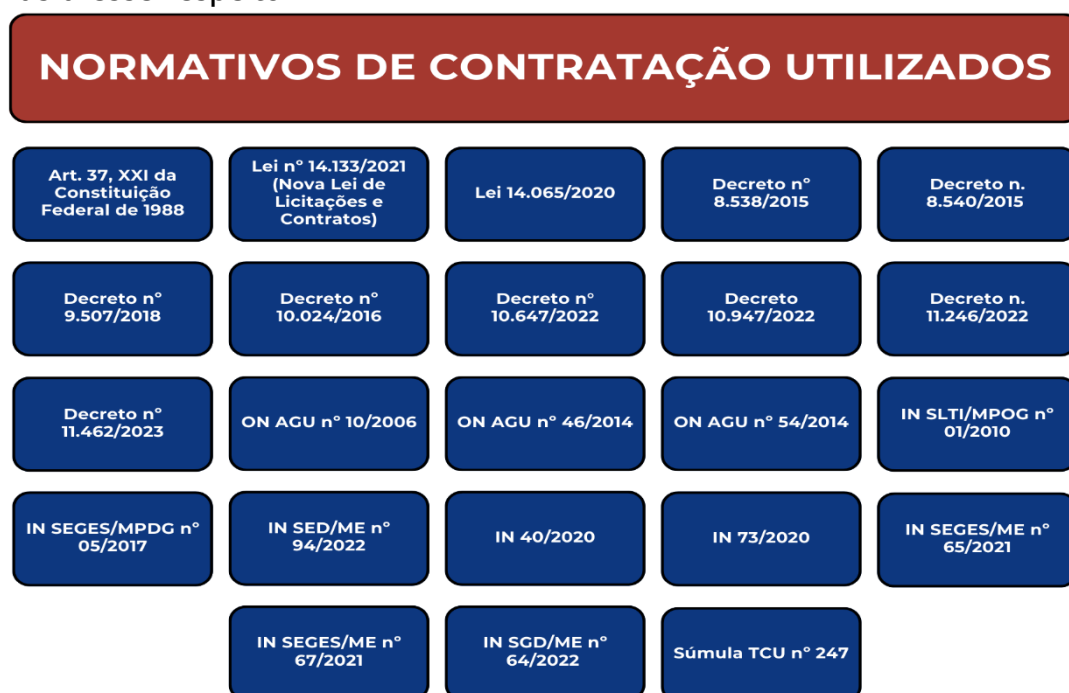 NORMATIVOS DE CONTRATAÇÃO UTILIZADOS
Art. 37, XXI da
Constituição
Federal de 1988
Lei nº 14.133/2021
(Nova Lei de
Licitações e
Contratos)
Lei 14.065/2020
Decreto nº
8.538/2015
Decreto n.
8.540/2015
Decreto nº
9.507/2018
Decreto nº
10.024/2016
Decreto n°
10.647/2022
Decreto
10.947/2022
Decreto n.
11.246/2022
Decreto nº
11.462/2023
ON AGU nº 10/2006
ON AGU nº 46/2014
ON AGU nº 54/2014
IN SLTI/MPOG nº
01/2010
IN SEGES/MPDG nº
05/2017
IN SED/ME nº
94/2022
IN 40/2020
IN 73/2020
IN SEGES/ME nº
65/2021
IN SEGES/ME nº
67/2021
IN SGD/ME nº
64/2022
Súmula TCU nº 247